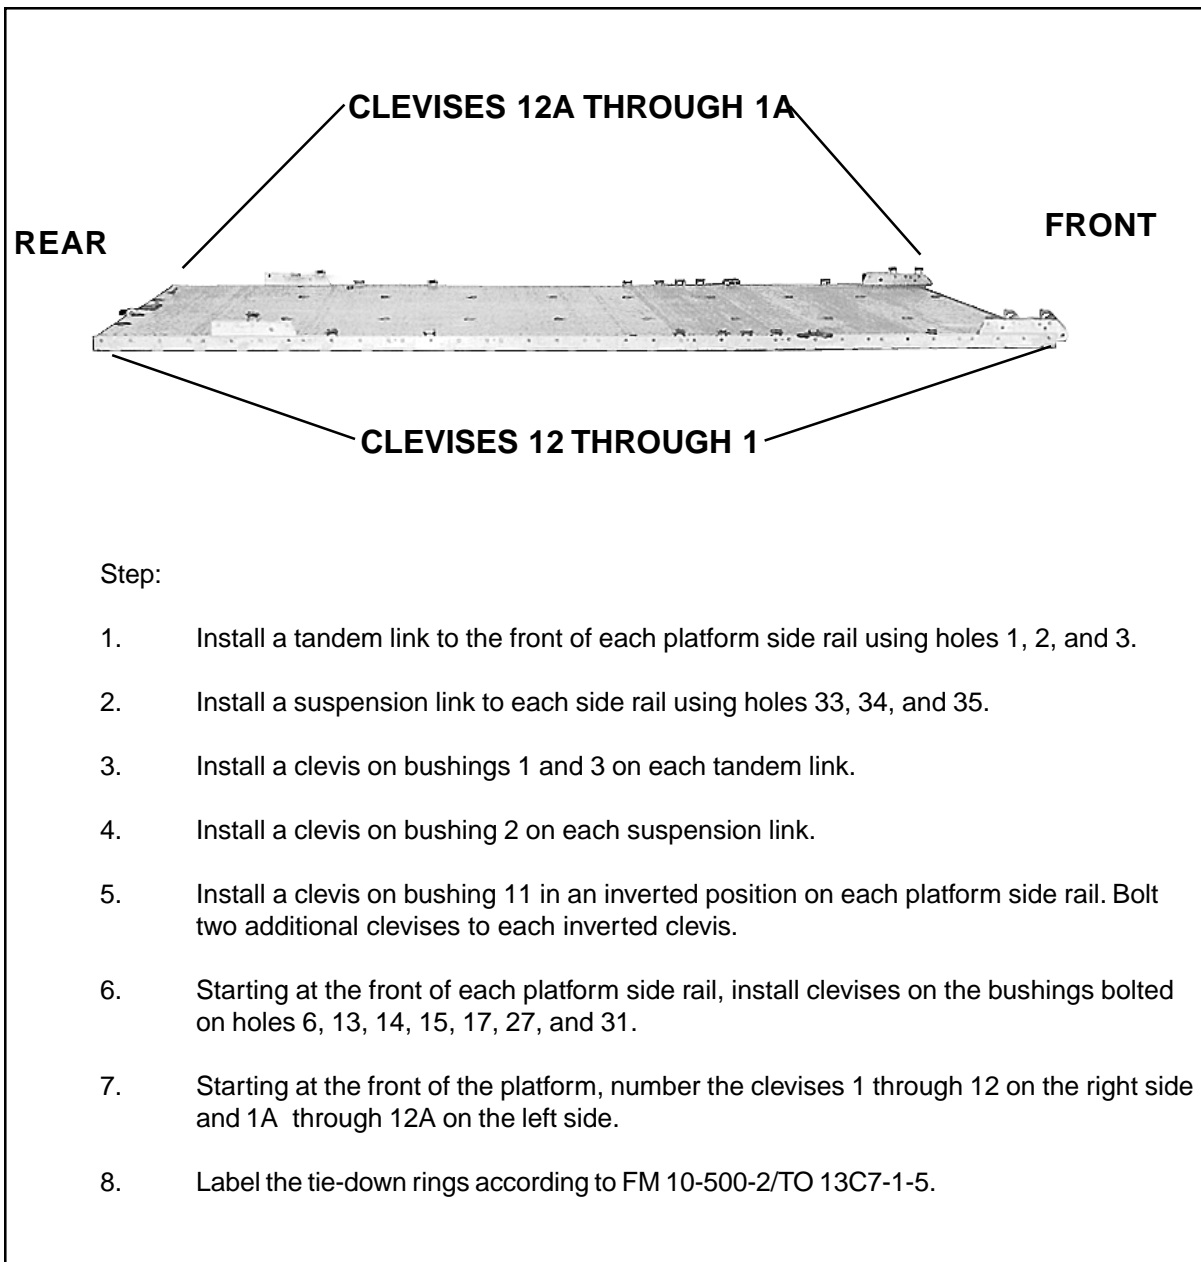 CLEVISES 12A THROUGH 1A
REAR
FRONT
CLEVISES 12 THROUGH 1
Step:
1. Install a tandem link to the front of each platform side rail using holes 1, 2, and 3.
2. Install a suspension link to each side rail using holes 33, 34, and 35.
3. Install a clevis on bushings 1 and 3 on each tandem link.
4. Install a clevis on bushing 2 on each suspension link.
5. Install a clevis on bushing 11 in an inverted position on each platform side rail. Bolt
two additional clevises to each inverted clevis.
6. Starting at the front of each platform side rail, install clevises on the bushings bolted
on holes 6, 13, 14, 15, 17, 27, and 31.
7. Starting at the front of the platform, number the clevises 1 through 12 on the right side
and 1A through 12A on the left side.
8. Label the tie-down rings according to FM 10-500-2/TO 13C7-1-5.